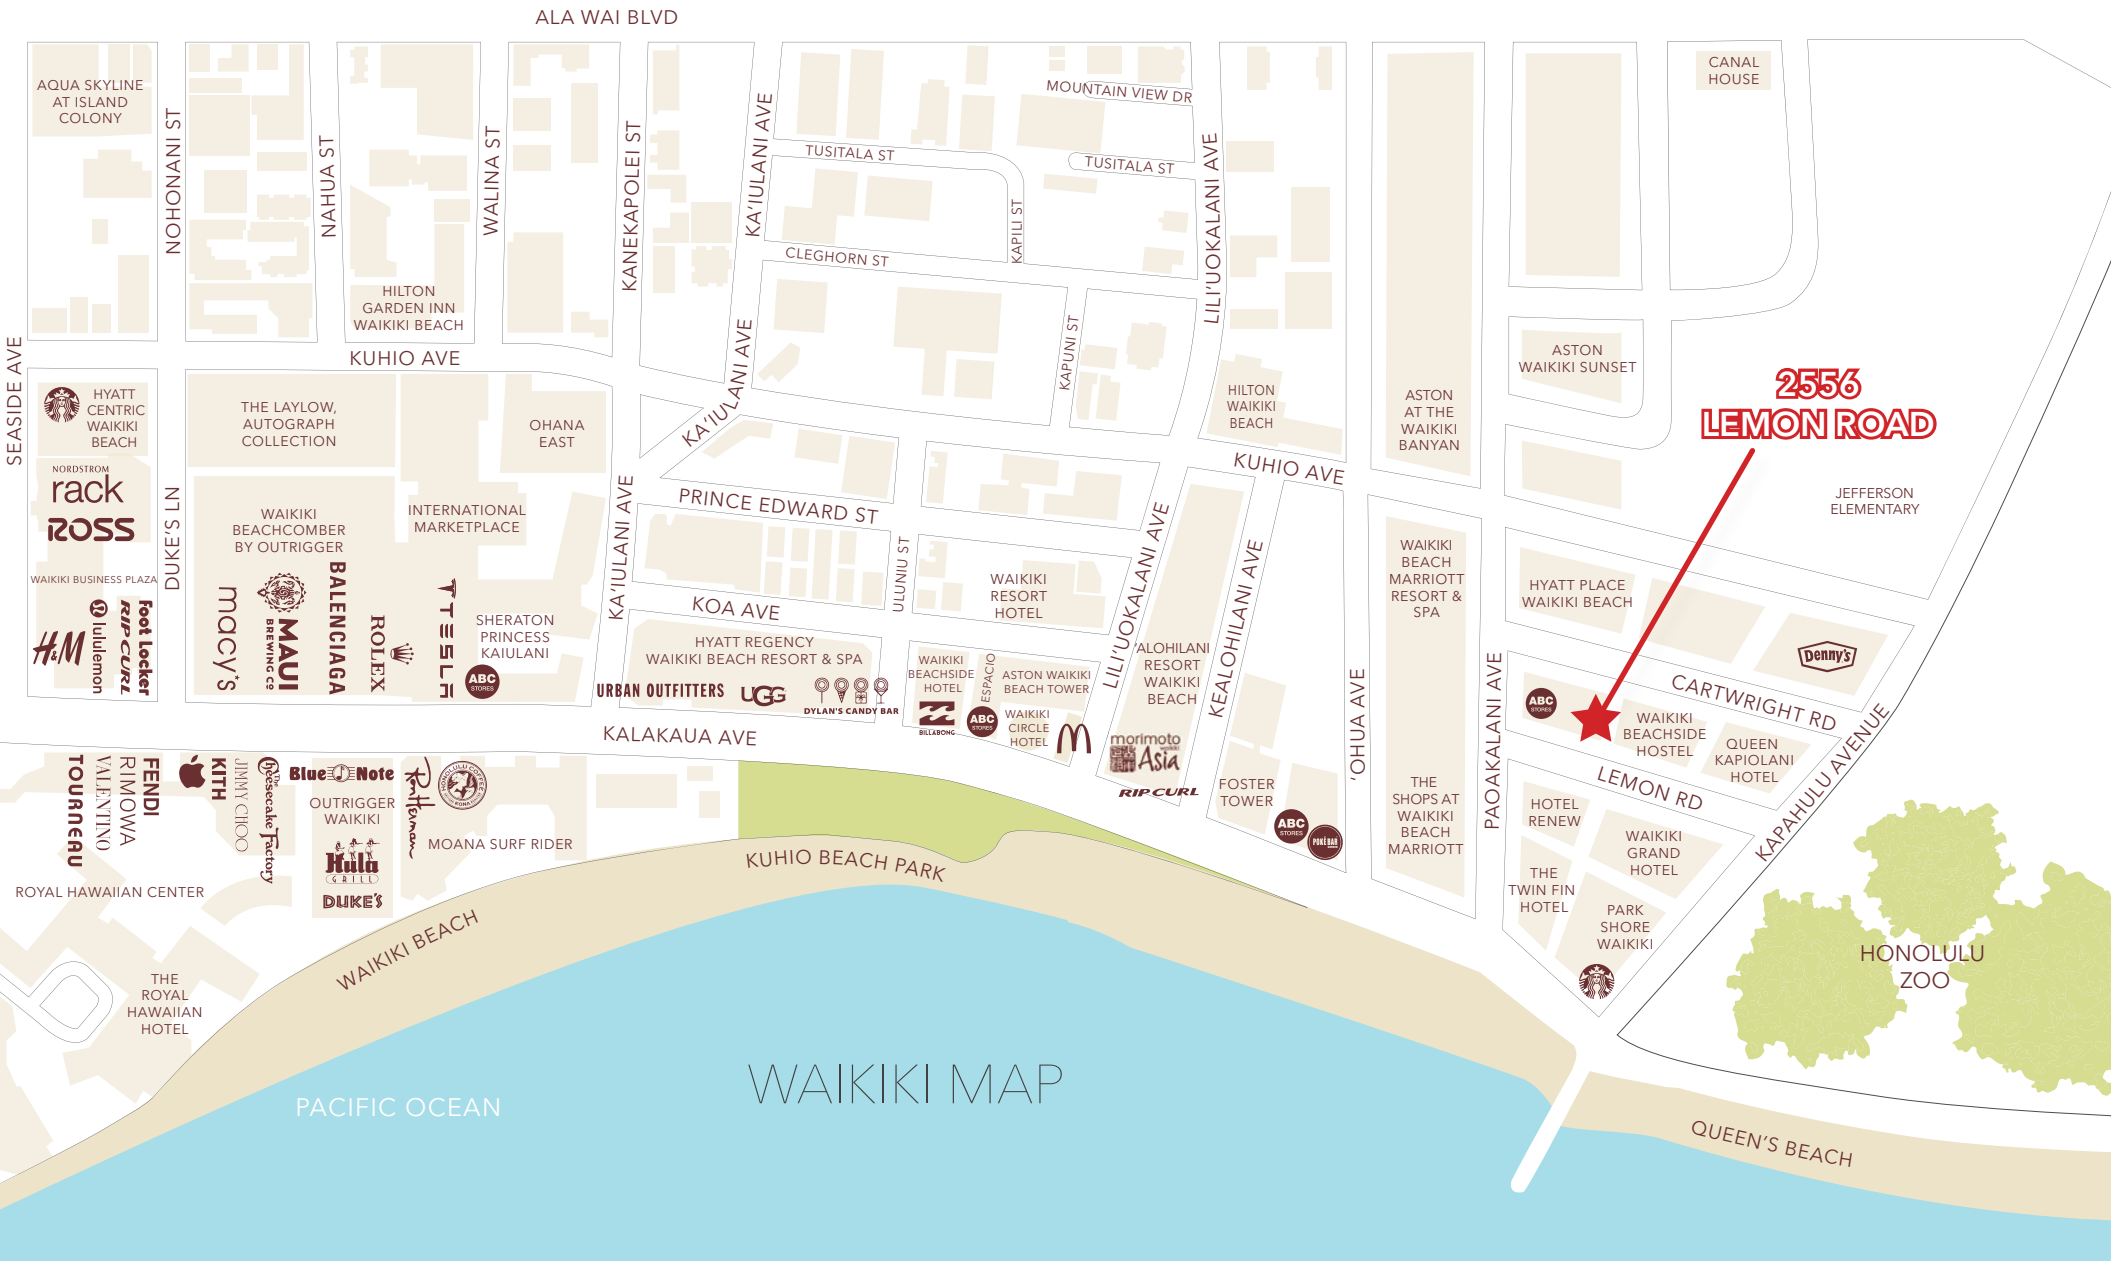 ALA WAI BLVD
AQUA SKYLINE
AT ISLAND
COLONY
NOHONANI ST
NAHUA ST
WALINA ST
KANEKAPOLEI ST
KA'IULANI AVE
MOUNTAIN VIEW DR
TUSITALA ST
TUSITALA ST
KAPILI ST
CLEGHORN ST
LILI'UOKALANI AVE
CANAL
HOUSE
HILTON
GARDEN INN
WAIKIKI BEACH
KUHIO AVE
KA'IULANI AVE
KA'IULANI AVE
KAPUNI ST
SEASIDE AVE
HYATT
CENTRIC
WAIKIKI
BEACH
THE LAYLOW,
AUTOGRAPH
COLLECTION
OHANA
EAST
HILTON
WAIKIKI
BEACH
ASTON
AT THE
WAIKIKI
BANYAN
ASTON
WAIKIKI SUNSET
2556
LEMON ROAD
KUHIO AVE
JEFFERSON
ELEMENTARY
NORDSTROM
rack
ROSS
DUKE'S LN
WAIKIKI
BEACHCOMBER
BY OUTRIGGER
INTERNATIONAL
MARKETPLACE
KA'IULANI AVE
PRINCE EDWARD ST
ULUNIU ST
LILI'UOKALANI AVE
KEALOHILANI AVE
WAIKIKI BUSINESS PLAZA
H&M
lululemon
RIP CURL
Foot Locker
macy's
MAUI
BREWING CO
BALENCIAGA
ROLEX
TESLA
SHERATON
PRINCESS
KAIULANI
ABC
STORES
KOA AVE
WAIKIKI
RESORT
HOTEL
HYATT REGENCY
WAIKIKI BEACH RESORT & SPA
URBAN OUTFITTERS
UGG
DYLAN'S CANDY BAR
WAIKIKI
BEACHSIDE
HOTEL
BILLABONG
ESPACIO
ABC
STORES
ASTON WAIKIKI
BEACH TOWER
WAIKIKI
CIRCLE
HOTEL
'ALOHILANI
RESORT
WAIKIKI
BEACH
morimoto
Asia
waikiki
RIP CURL
WAIKIKI
BEACH
MARRIOTT
RESORT &
SPA
HYATT PLACE
WAIKIKI BEACH
Denny's
CARTWRIGHT RD
ABC
STORES
WAIKIKI
BEACHSIDE
HOSTEL
QUEEN
KAPIOLANI
HOTEL
LEMON RD
KAPAHULU AVENUE
PAOAKALANI AVE
'OHUA AVE
KALAKAUA AVE
TOURNEAU
VALENTINO
RIMOWA
FENDI
KITH
JIMMY CHOO
The Cheesecake Factory
Blue Note
OUTRIGGER
WAIKIKI
Hula
GRILL
DUKE'S
Ron Herman
HONOLULU COFFEE
KONA
MOANA SURF RIDER
FOSTER
TOWER
ABC
STORES
POKÉ BAR
THE
SHOPS AT
WAIKIKI
BEACH
MARRIOTT
HOTEL
RENEW
WAIKIKI
GRAND
HOTEL
THE
TWIN FIN
HOTEL
PARK
SHORE
WAIKIKI
ROYAL HAWAIIAN CENTER
THE
ROYAL
HAWAIIAN
HOTEL
WAIKIKI BEACH
KUHIO BEACH PARK
HONOLULU
ZOO
WAIKIKI MAP
PACIFIC OCEAN
QUEEN'S BEACH